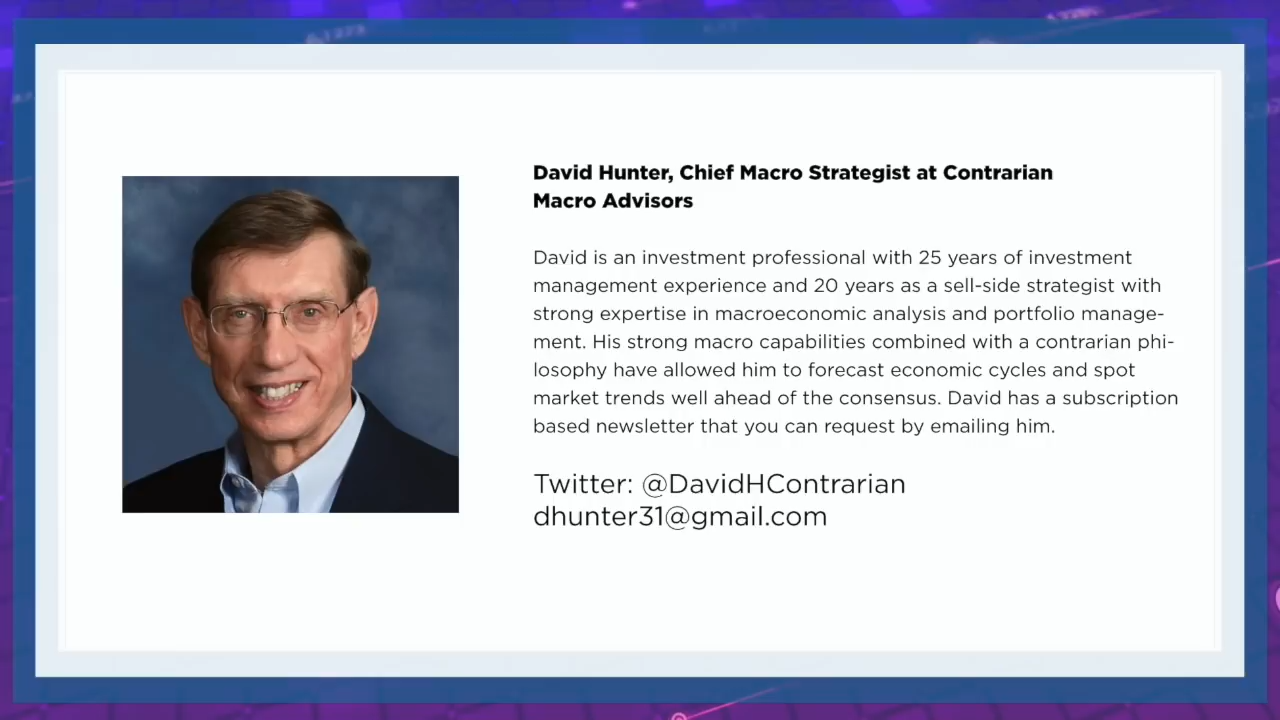 David Hunter, Chief Macro Strategist at Contrarian
Macro Advisors
David is an investment professional with 25 years of investment
management experience and 20 years as a sell-side strategist with
strong expertise in macroeconomic analysis and portfolio manage-
ment. His strong macro capabilities combined with a contrarian phi-
losophy have allowed him to forecast economic cycles and spot
market trends well ahead of the consensus. David has a subscription
based newsletter that you can request by emailing him.
Twitter: @DavidHContrarian
dhunter31@gmail.com